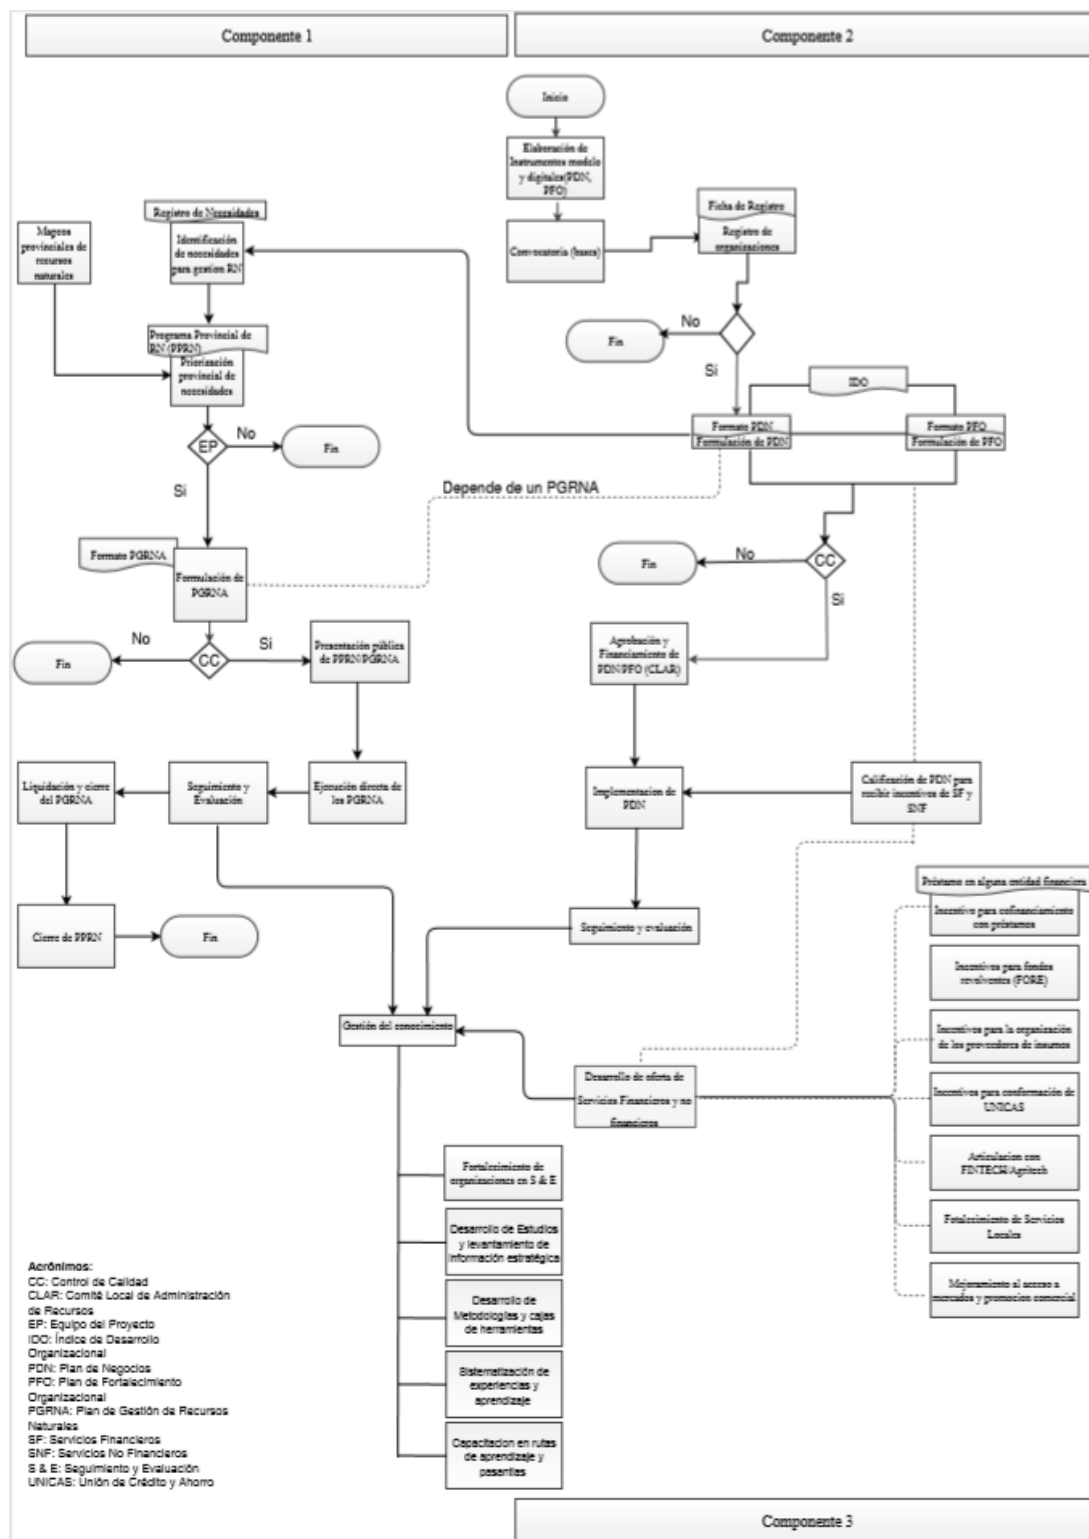 Componente 1
Componente 2
Inicio
Elaboración de
Instrumentos modelo
y digitales(PDN,
PFO)
Convocatoria (bases)
Ficha de Registro
Registro de
organizaciones
No
Fin
Si
IDO
Formato PDN
Formulación de PDN
Formato PFO
Formulación de PFO
Mapeos
provinciales de
recursos
naturales
Registro de Necesidades
Identificación
de necesidades
para gestion RN
Programa Provincial de
RN (PPRN)
Priorización
provincial de
necesidades
EP
No
Fin
Si
Depende de un PGRNA
Formato PGRNA
Formulación de
PGRNA
CC
No
Fin
Si
Presentación pública
de PPRN/PGRNA
CC
No
Fin
Si
Aprobación y
Financiamiento de
PDN/PFO (CLAR)
Liquidación y cierre
del PGRNA
Seguimiento y
Evaluación
Ejecución directa
de los PGRNA
Implementacion de
PDN
Calificación de PDN para
recibir incentivos de SF y
SNF
Cierre de PPRN
Fin
Seguimiento y evaluación
Gestión del conocimiento
Desarrollo de oferta de
Servicios Financieros y no
financieros
Préstamo en alguna entidad financiera
Incentivo para cofinanciamiento
con préstamos
Incentivos para fondos
revolventes (FORE)
Incentivos para la organización
de los proveedores de insumos
Incentivos para conformación de
UNICAS
Articulacion con
FINTECH/Agritech
Fotalecimiento de Servicios
Locales
Mejoramiento al acceso a
mercados y promocion comercial
Fortalecimiento de
organizaciones en S & E
Desarrollo de Estudios
y levantamiento de
información estratégica
Desarrollo de
Metodologías y cajas de
herramientas
Sistematización de
experiencias y
aprendizaje
Capacitacion en rutas
de aprendizaje y
pasantías
Acrónimos:
CC: Control de Calidad
CLAR: Comité Local de Administración
de Recursos
EP: Equipo del Proyecto
IDO: Índice de Desarrollo
Organizacional
PDN: Plan de Negocios
PFO: Plan de Fortalecimiento
Organizacional
PGRNA: Plan de Gestión de Recursos
Naturales
SF: Servicios Financieros
SNF: Servicios No Financieros
S & E: Seguimiento y Evaluación
UNICAS: Unión de Crédito y Ahorro
Componente 3